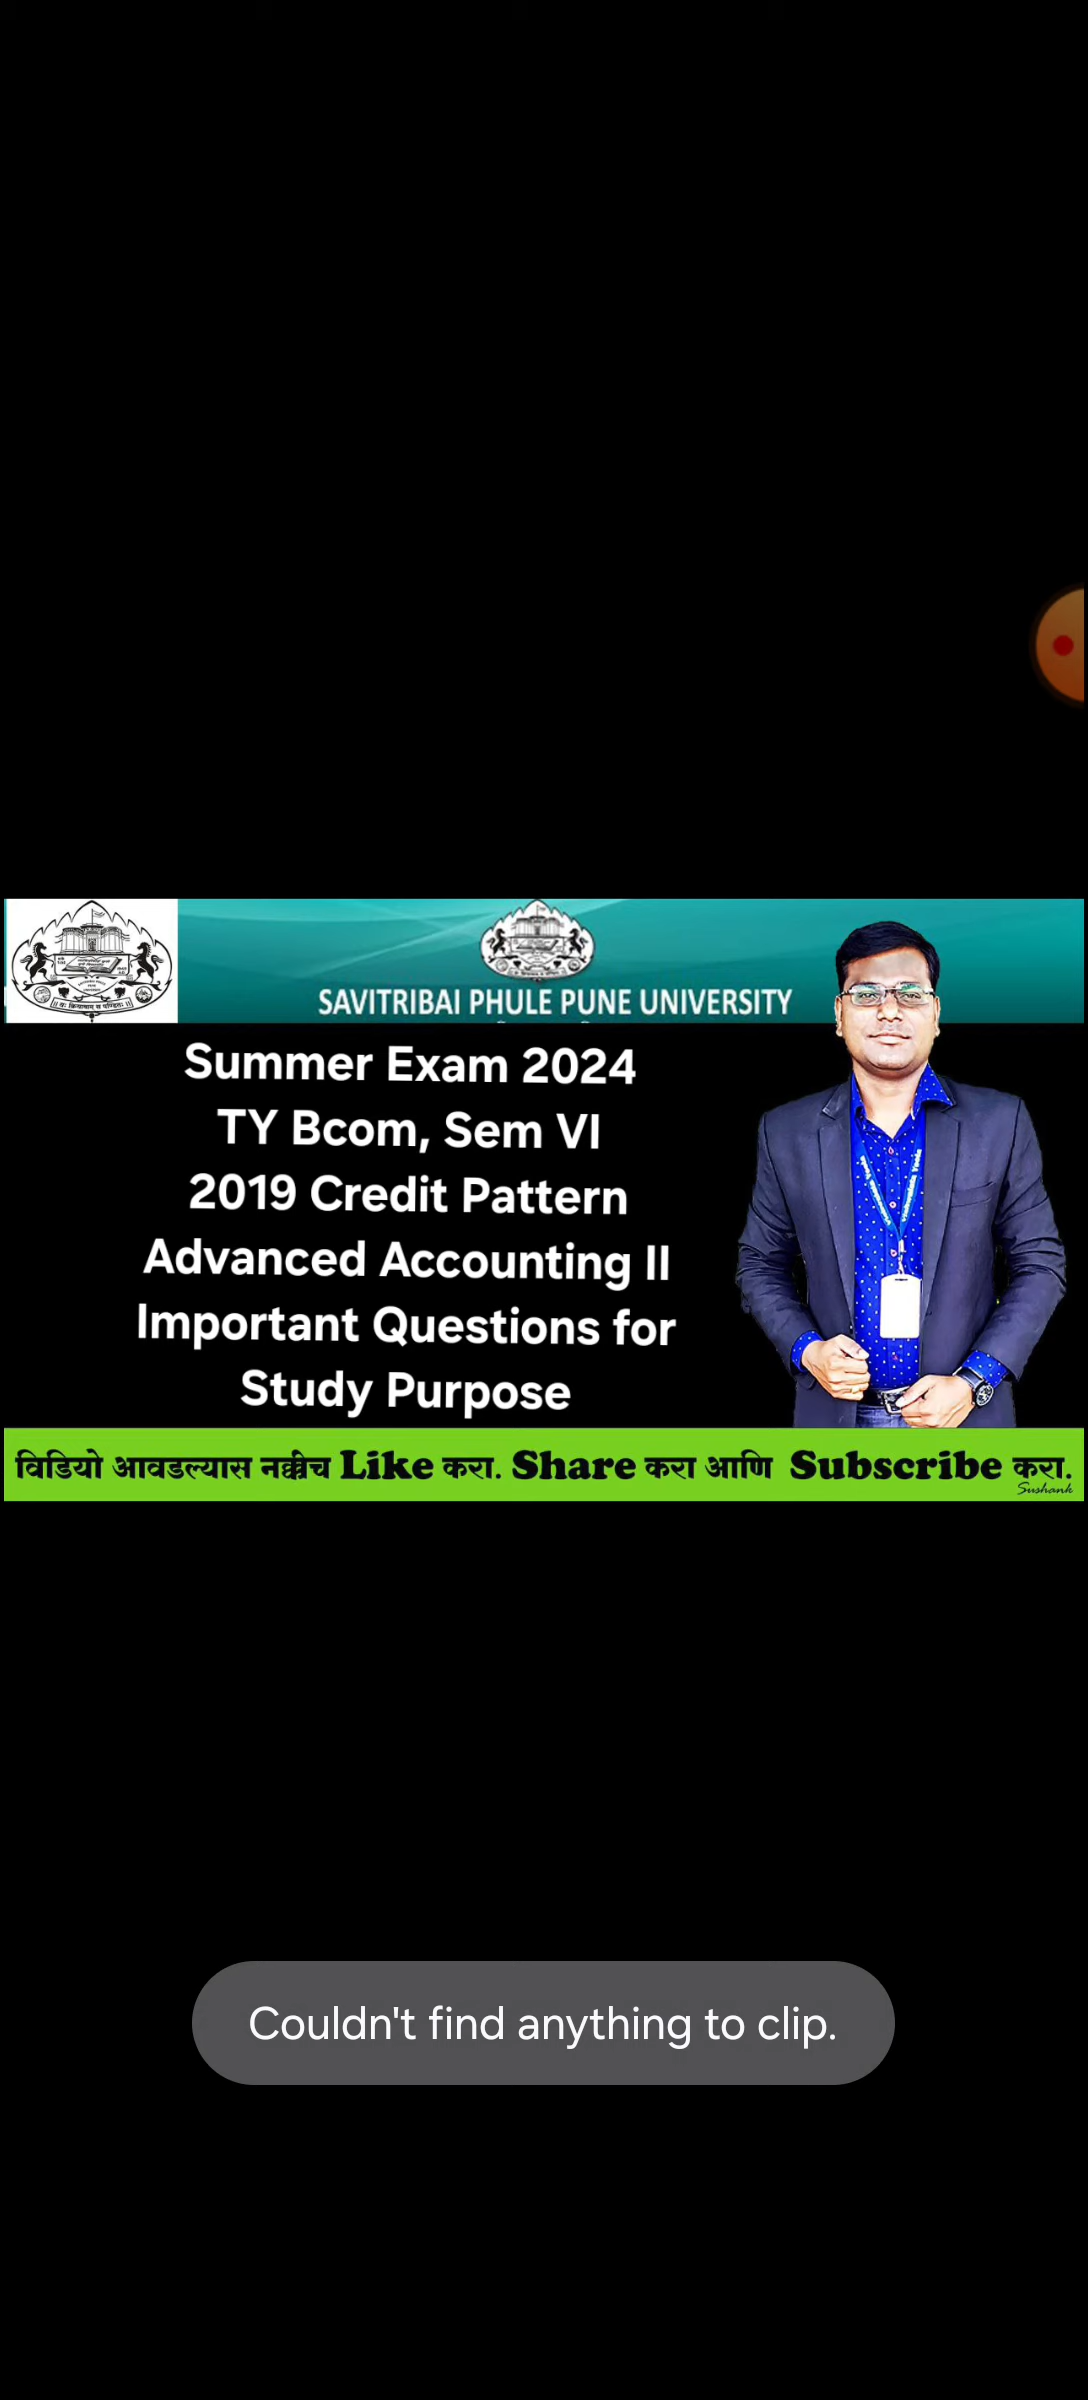 SAVITRIBAI PHULE PUNE UNIVERSITY
Summer Exam 2024
TY Bcom, Sem VI
2019 Credit Pattern
Advanced Accounting II
Important Questions for
Study Purpose
विडियो आवडल्यास नक्कीच Like करा. Share करा आणि Subscribe करा.
Sushank
Couldn't find anything to clip.